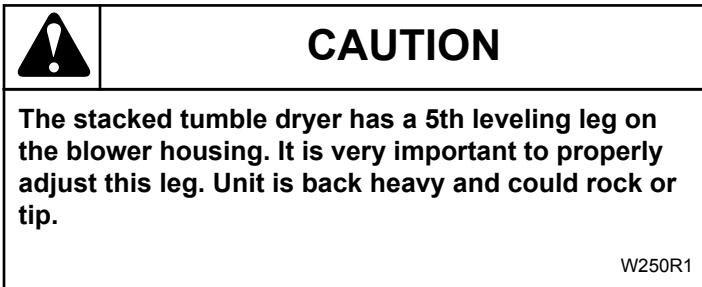 CAUTION
The stacked tumble dryer has a 5th leveling leg on
the blower housing. It is very important to properly
adjust this leg. Unit is back heavy and could rock or
tip.
W250R1